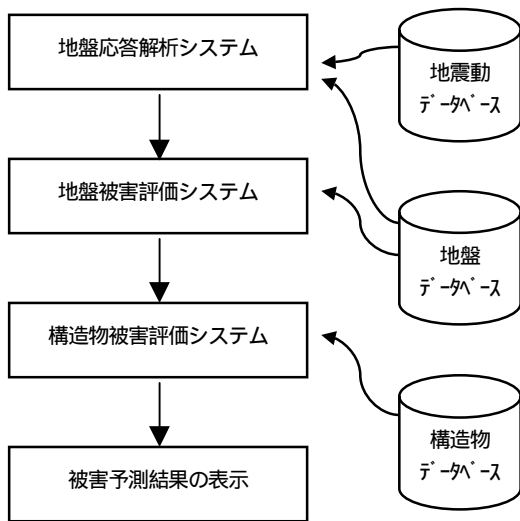 地盤応答解析システム
地盤被害評価システム
構造物被害評価システム
被害予測結果の表示
地震動
ﾃﾞｰﾀﾍﾞｰｽ
地盤
ﾃﾞｰﾀﾍﾞｰｽ
構造物
ﾃﾞｰﾀﾍﾞｰｽ